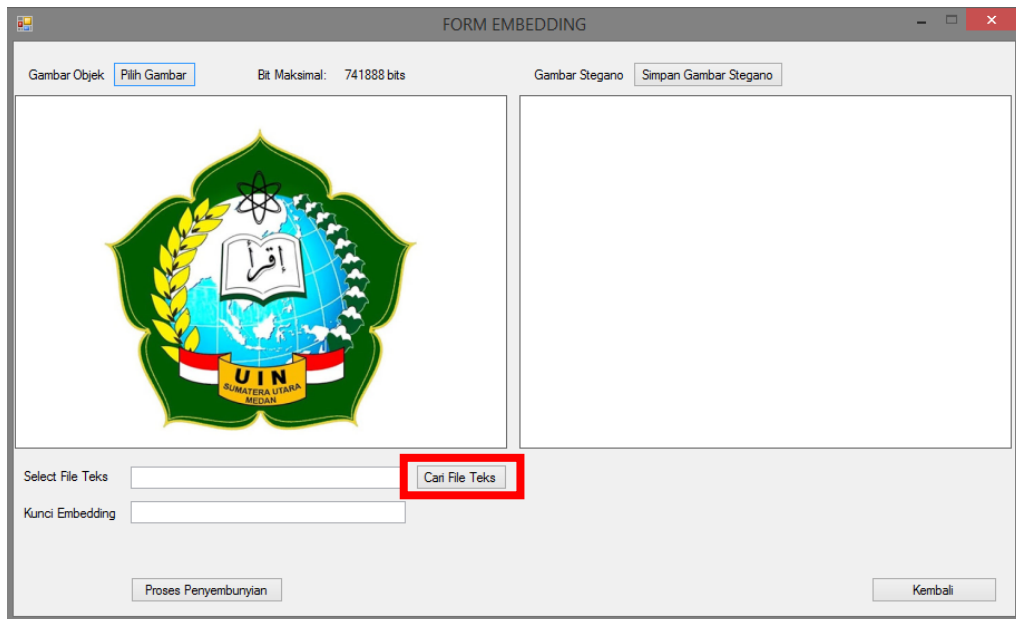 FORM EMBEDDING
Gambar Objek Pilih Gambar Bit Maksimal: 741888 bits Gambar Stegano Simpan Gambar Stegano
إقرأ
UIN
SUMATERA UTARA
MEDAN
Select File Teks Cari File Teks
Kunci Embedding
Proses Penyembunyian Kembali